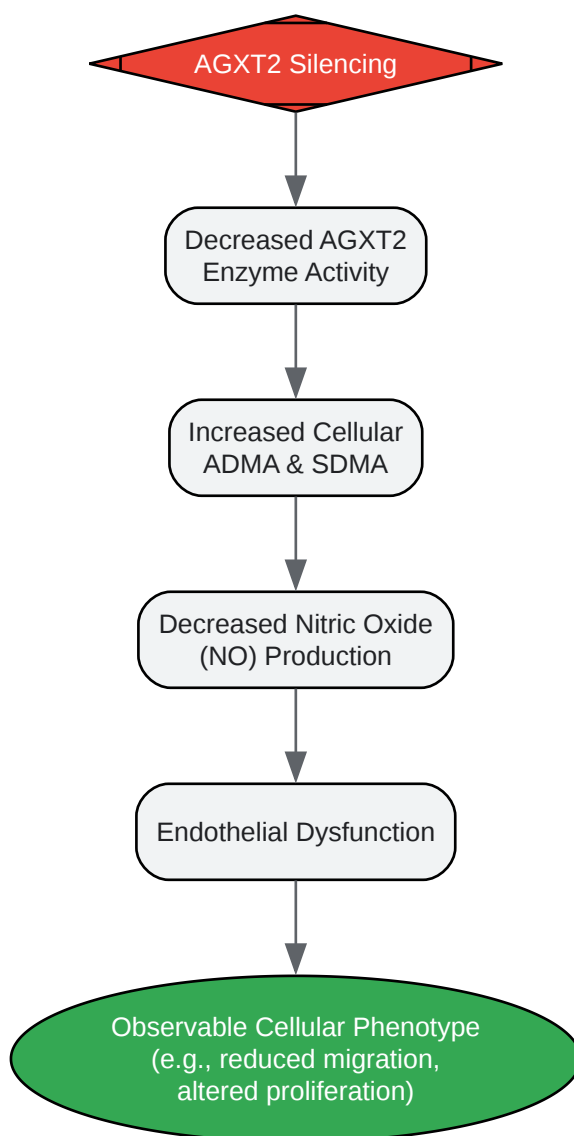 AGXT2 Silencing
Decreased AGXT2
Enzyme Activity
Increased Cellular
ADMA & SDMA
Decreased Nitric Oxide
(NO) Production
Endothelial Dysfunction
Observable Cellular Phenotype
(e.g., reduced migration,
altered proliferation)